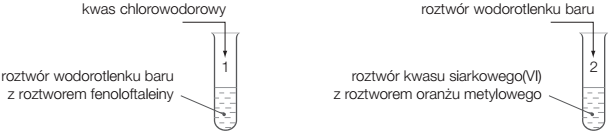 kwas chlorowodorowy
1
roztwór wodorotlenku baru
z roztworem fenoloftaleiny
roztwór wodorotlenku baru
2
roztwór kwasu siarkowego(VI)
z roztworem oranżu metylowego